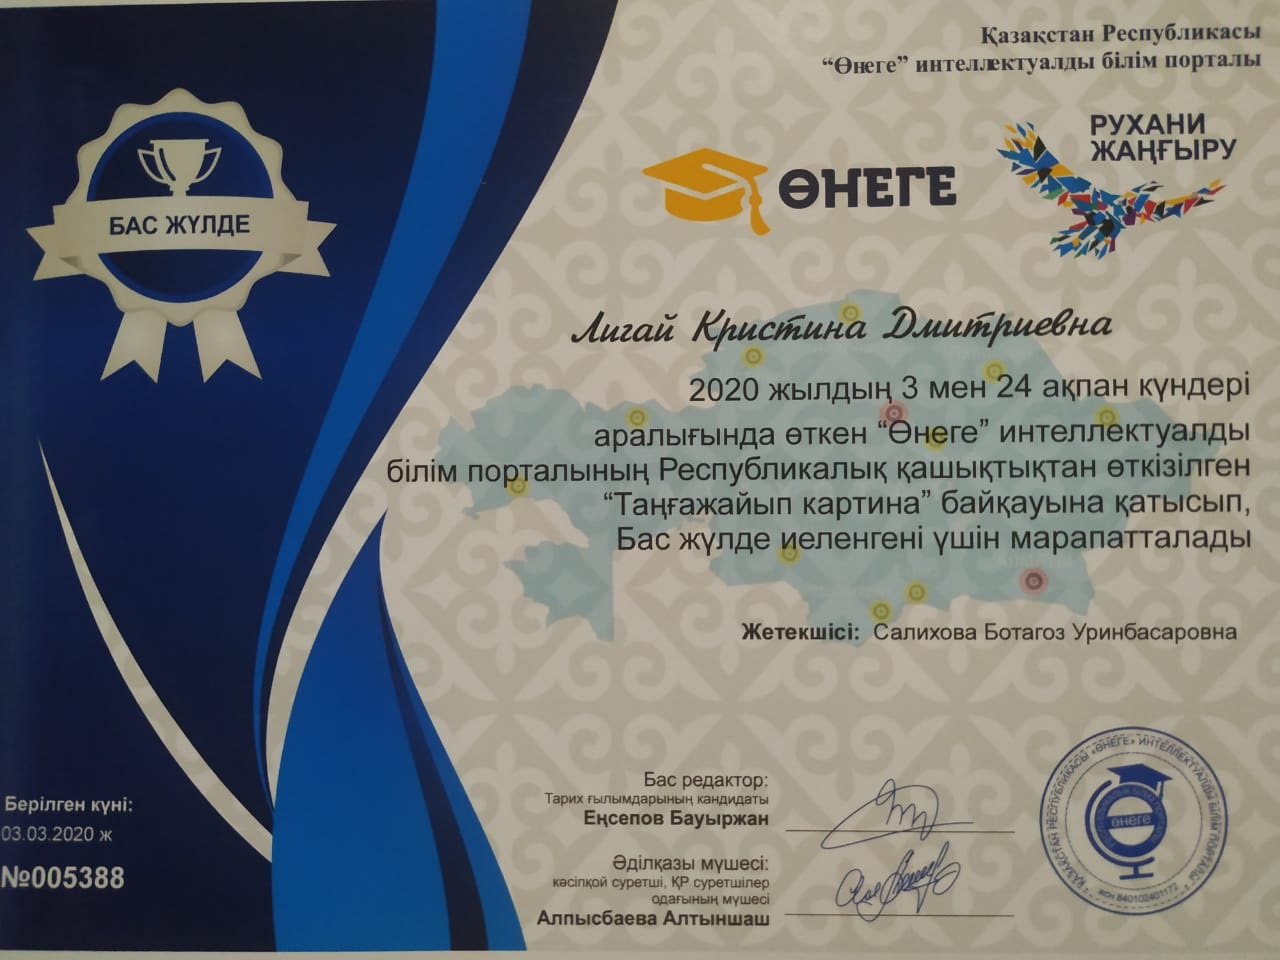 Қазақстан Республикасы
“Өнеге” интеллектуалды білім порталы
РУХАНИ
ЖАҢҒЫРУ
ӨНЕГЕ
БАС ЖҮЛДЕ
Лигай Кристина Дмитриевна
2020 жылдың 3 мен 24 ақпан күндері
аралығында өткен “Өнеге” интеллектуалды
білім порталының Республикалық қашықтықтан өткізілген
“Таңғажайып картина” байқауына қатысып,
Бас жүлде иеленгені үшін марапатталады
Жетекшісі: Салихова Ботагоз Уринбасаровна
Бас редактор:
Тарих ғылымдарының кандидаты
Еңсепов Бауыржан
Әділқазы мүшесі:
кәсіпқой суретші, ҚР суретшілер
одағының мүшесі
Алпысбаева Алтыншаш
Берілген күні:
03.03.2020 ж
№005388
ҚАЗАҚСТАН РЕСПУБЛИКАСЫ «ӨНЕГЕ» ИНТЕЛЛЕКТУАЛДЫ БІЛІМ ПОРТАЛЫ
өнеге